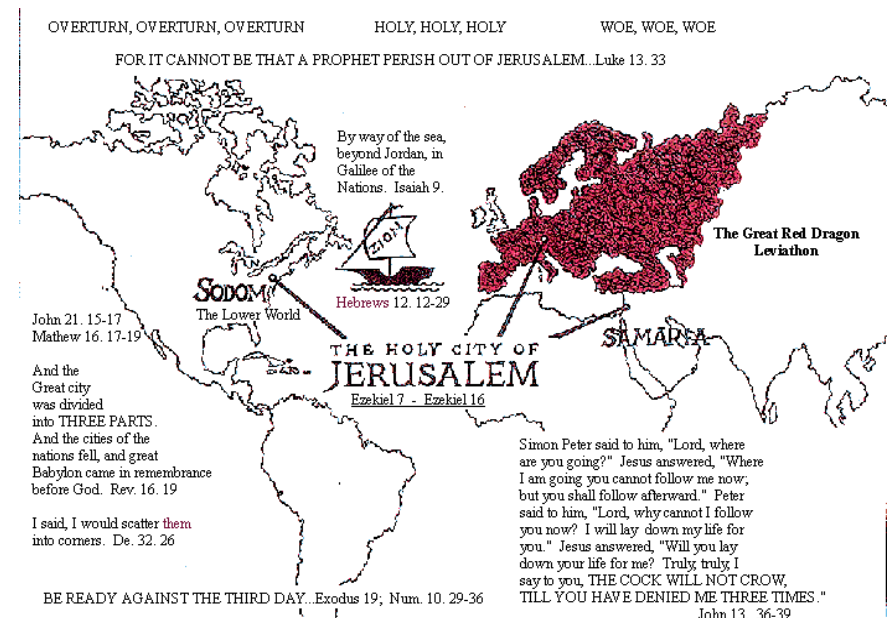 OVERTURN, OVERTURN, OVERTURN HOLY, HOLY, HOLY WOE, WOE, WOE
FOR IT CANNOT BE THAT A PROPHET PERISH OUT OF JERUSALEM...Luke 13. 33
By way of the sea,
beyond Jordan, in
Galilee of the
Nations. Isaiah 9.
ZION
The Great Red Dragon
Leviathon
SODOM
The Lower World
Hebrews 12. 12-29
SAMARIA
John 21. 15-17
Mathew 16. 17-19
THE HOLY CITY OF
JERUSALEM
Ezekiel 7 - Ezekiel 16
And the
Great city
was divided
into THREE PARTS.
And the cities of the
nations fell, and great
Babylon came in remembrance
before God. Rev. 16. 19
I said, I would scatter them
into corners. De. 32. 26
Simon Peter said to him, "Lord, where
are you going?" Jesus answered, "Where
I am going you cannot follow me now;
but you shall follow afterward." Peter
said to him, "Lord, why cannot I follow
you now? I will lay down my life for
you." Jesus answered, "Will you lay
down your life for me? Truly, truly, I
say to you, THE COCK WILL NOT CROW,
TILL YOU HAVE DENIED ME THREE TIMES."
John 13. 36-39
BE READY AGAINST THE THIRD DAY...Exodus 19; Num. 10. 29-36